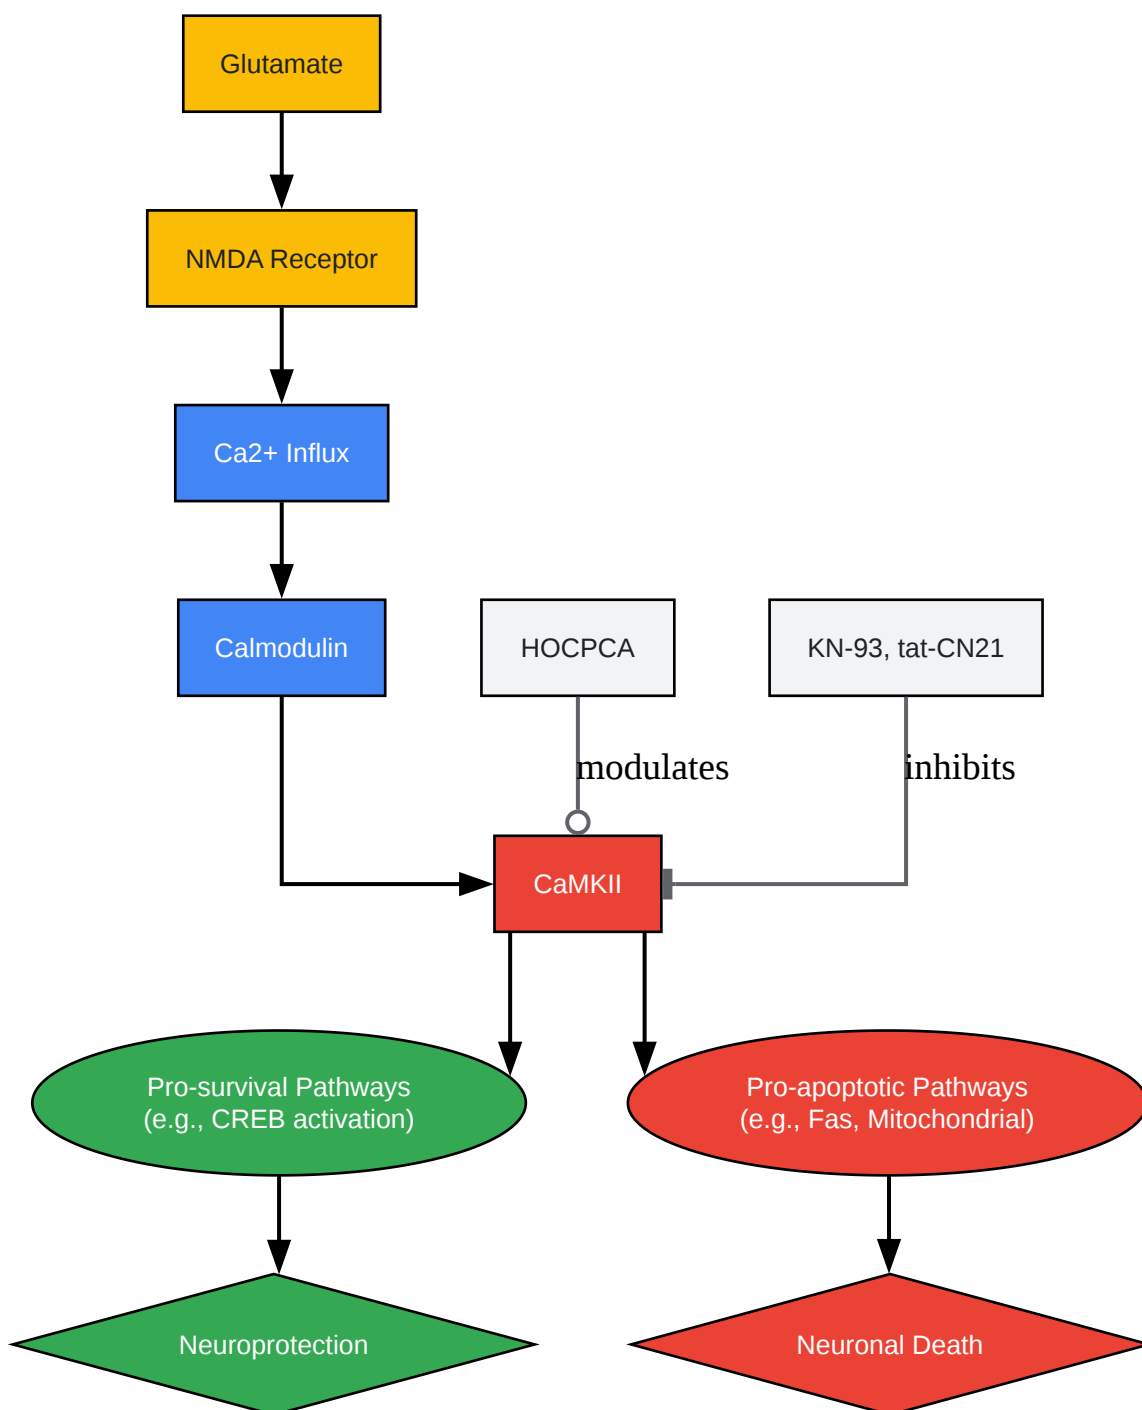 Glutamate
NMDA Receptor
Ca2+ Influx
Calmodulin
HOCPCA
KN-93, tat-CN21
modulates
inhibits
CaMKII
Pro-survival Pathways
(e.g., CREB activation)
Pro-apoptotic Pathways
(e.g., Fas, Mitochondrial)
Neuroprotection
Neuronal Death